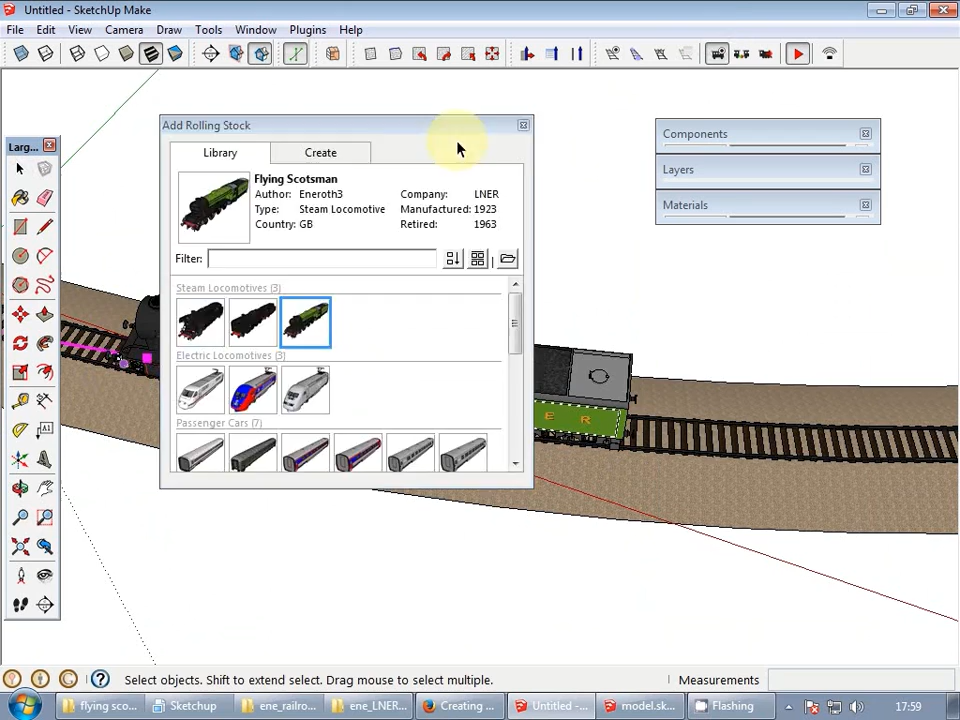 Untitled - SketchUp Make
File Edit View Camera Draw Tools Window Plugins Help
Add Rolling Stock
Components
Larg...
Library Create
Layers
Flying Scotsman
Author: Eneroth3 Company: LNER
Type: Steam Locomotive Manufactured: 1923
Country: GB Retired: 1963
Materials
Filter:
Steam Locomotives (3)
Electric Locomotives (3)
E R
Passenger Cars (7)
A1
Select objects. Shift to extend select. Drag mouse to select multiple. Measurements
flying sco... Sketchup ene_railro... ene_LNER... Creating ... Untitled -... model.sk... Flashing 17:59